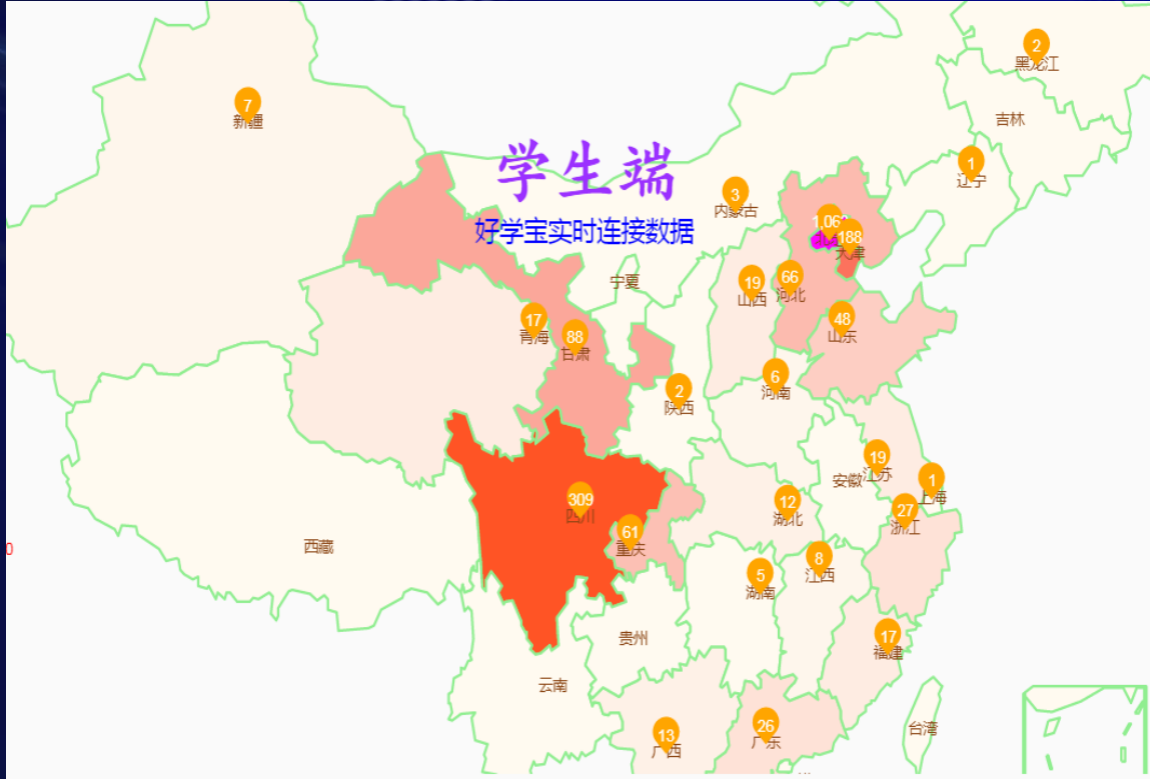 2
黑龙江
7
新疆
吉林
学生端
1
辽宁
3
内蒙古
好学宝实时连接数据
188
天津
19
山西
66
河北
宁夏
17
青海
88
甘肃
48
山东
6
河南
2
陕西
19
江苏
安徽
1
上海
309
四川
12
湖北
27
浙江
61
重庆
0
西藏
8
江西
5
湖南
贵州
17
福建
云南
13
广西
26
广东
台湾